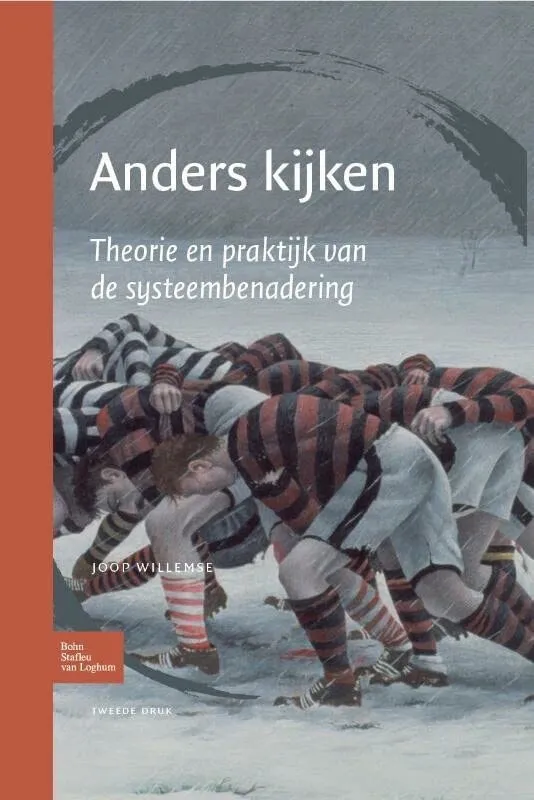 Anders kijken
Theorie en praktijk van
de systeembenadering
JOOP WILLEMSE
Bohn
Stafleu
van Loghum
TWEEDE DRUK